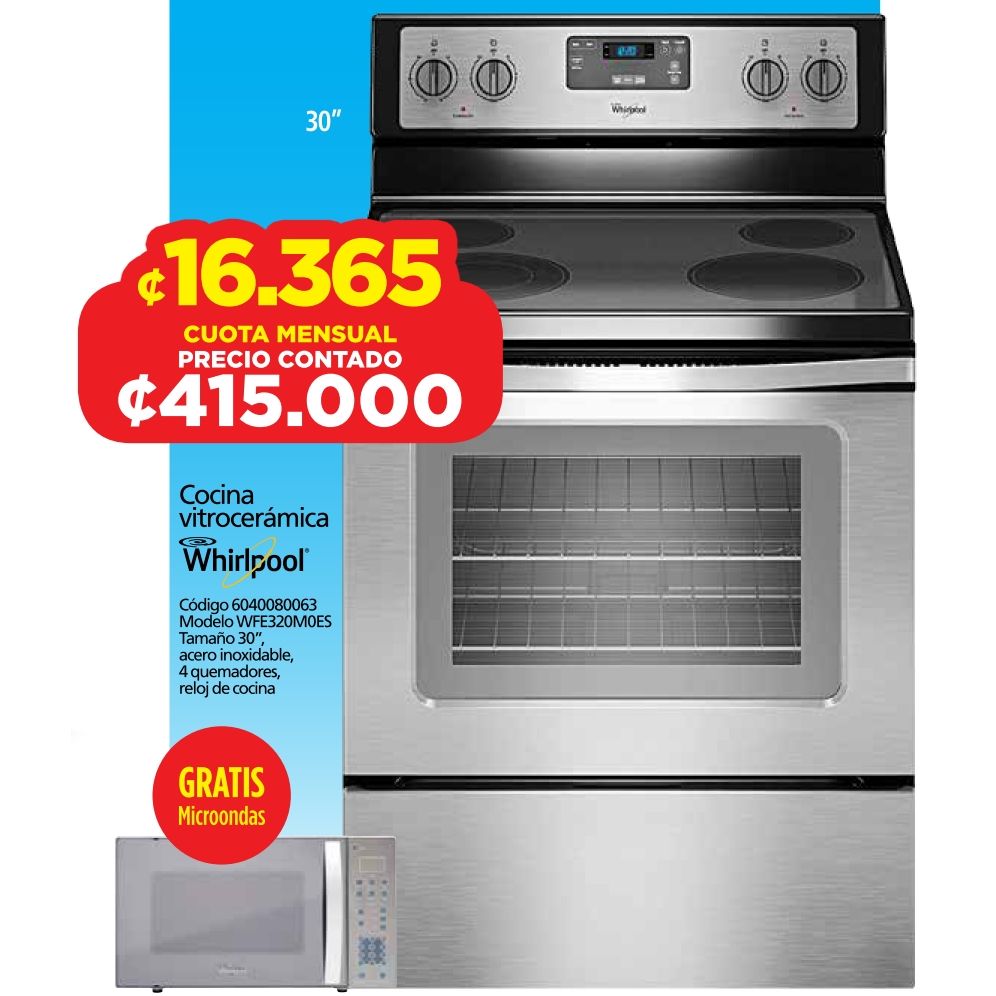 30”
Whirlpool
¢16.365
CUOTA MENSUAL
PRECIO CONTADO
¢415.000
Cocina
vitrocerámica
Whirlpool®
Código 6040080063
Modelo WFE320M0ES
Tamaño 30”,
acero inoxidable,
4 quemadores,
reloj de cocina
GRATIS
Microondas
Whirlpool